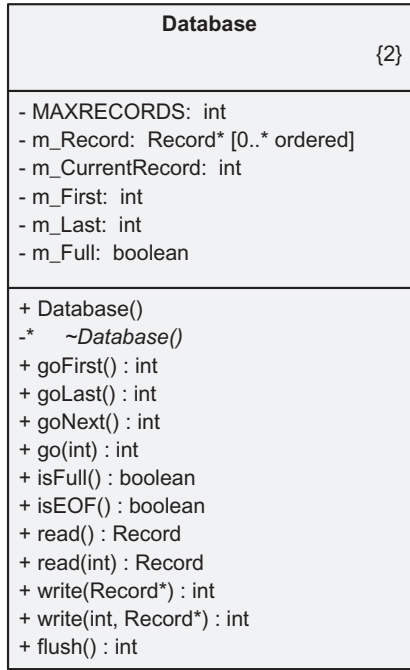 Database
{2}
- MAXRECORDS: int
- m_Record: Record* [0..* ordered]
- m_CurrentRecord: int
- m_First: int
- m_Last: int
- m_Full: boolean
+ Database()
-* ~Database()
+ goFirst() : int
+ goLast() : int
+ goNext() : int
+ go(int) : int
+ isFull() : boolean
+ isEOF() : boolean
+ read() : Record
+ read(int) : Record
+ write(Record*) : int
+ write(int, Record*) : int
+ flush() : int